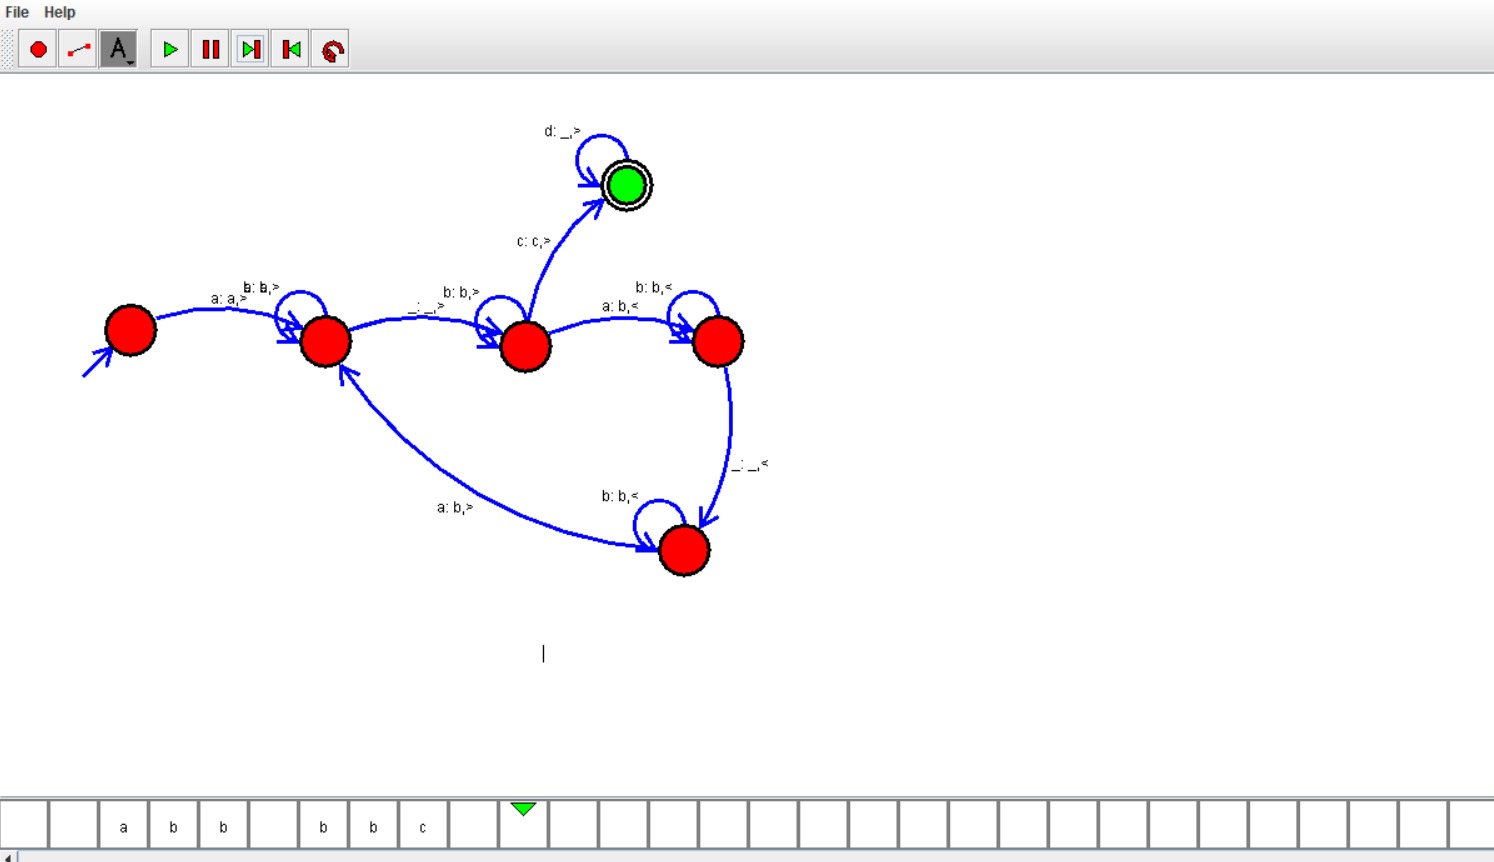 File Help
A
d: _,>
c: c,>
a: a,>
b: b,>
_: _,>
a: b,<
b: b,<
_: _,<
b: b,<
a: b,>
a b b b b c